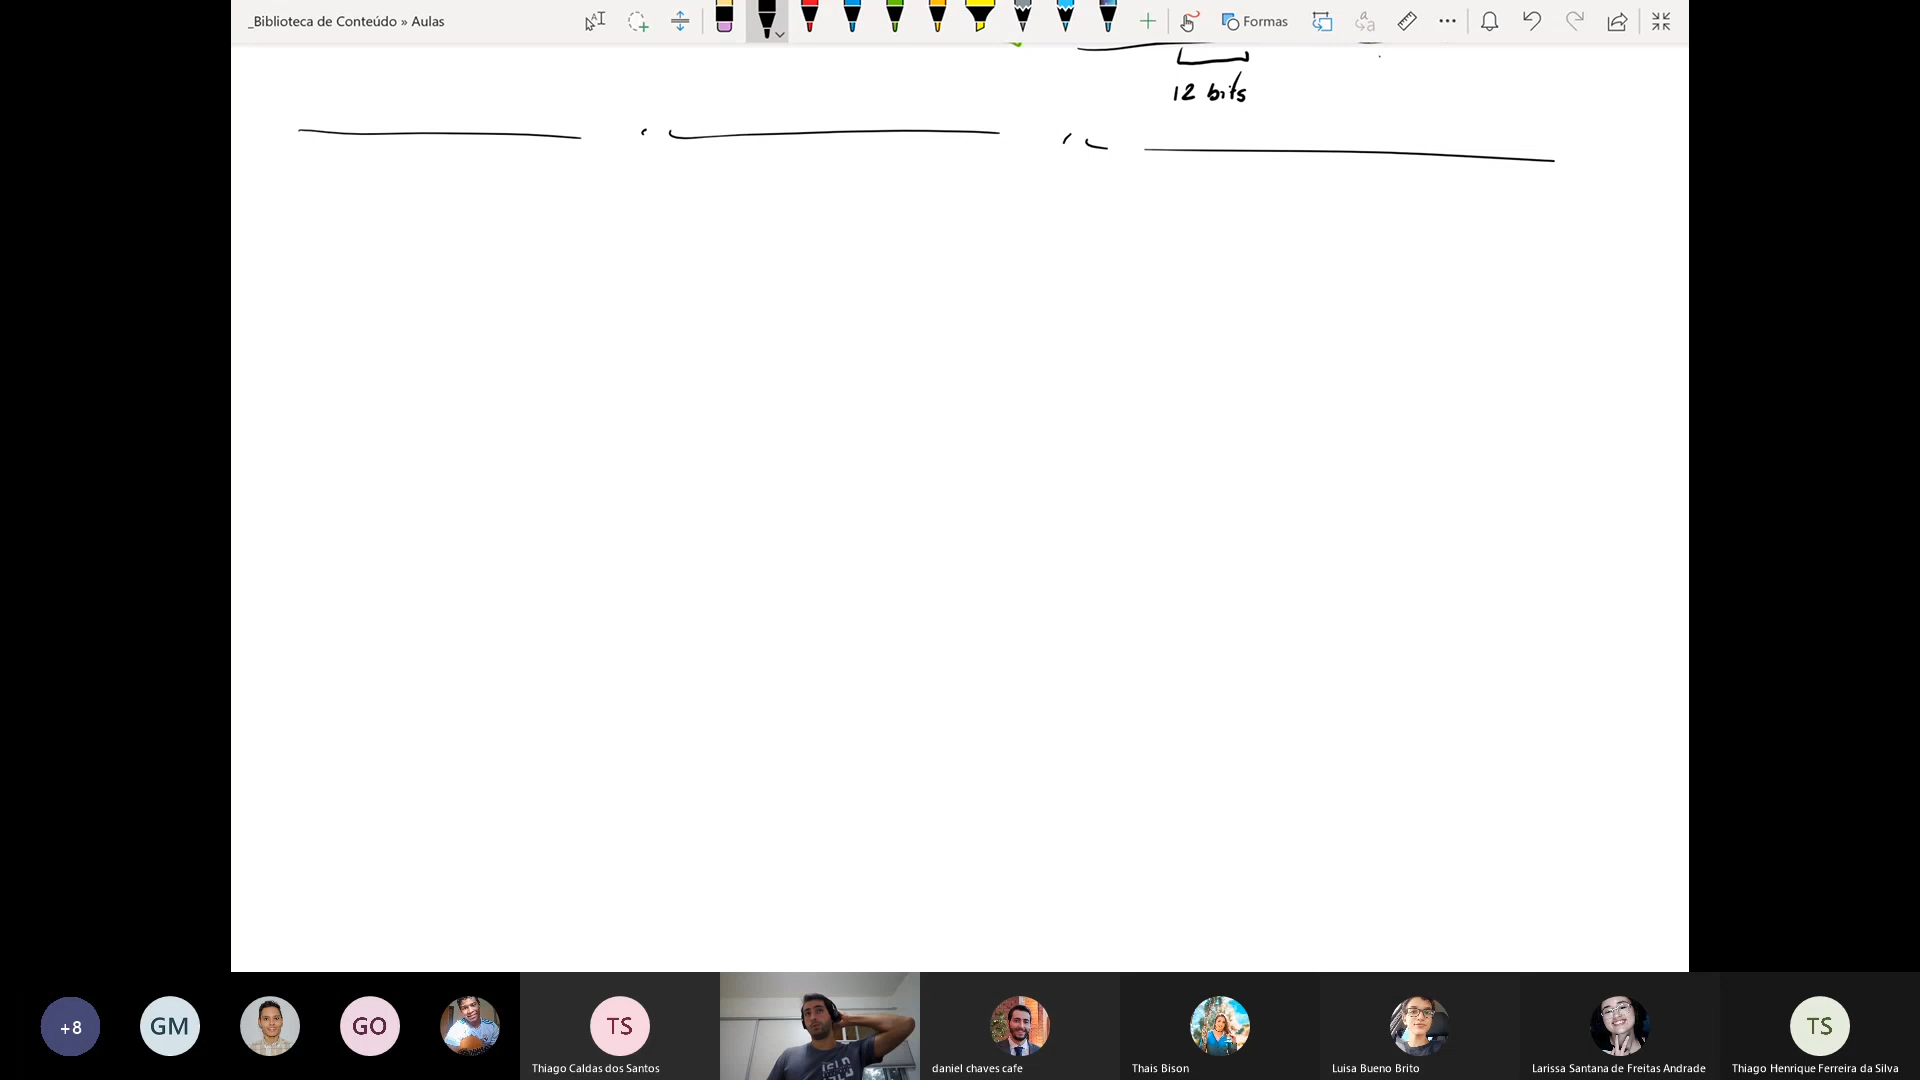 _Biblioteca de Conteúdo » Aulas
Formas
12 bits
+8
GM
GO
TS
Thiago Caldas dos Santos
daniel chaves cafe
Thais Bison
Luisa Bueno Brito
Larissa Santana de Freitas Andrade
TS
Thiago Henrique Ferreira da Silva